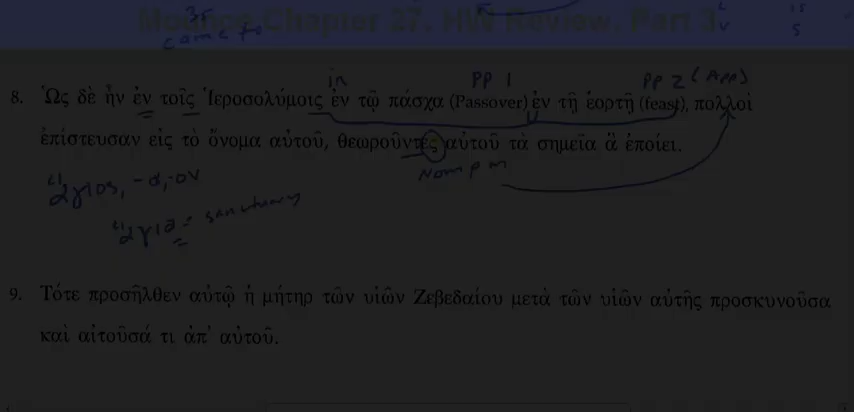 Mounce Chapter 27. HW Review. Part 3
3r
came to
in PP 1 PP 2 (APP)
8. Ὡς δὲ ἦν ἐν τοῖς Ἱεροσολύμοις ἐν τῷ πάσχα (Passover) ἐν τῇ ἑορτῇ (feast), πολλοὶ
ἐπίστευσαν εἰς τὸ ὄνομα αὐτοῦ, θεωροῦντες αὐτοῦ τὰ σημεῖα ἃ ἐποίει.
Nom p m
ἅγιος, -α, -ον
ἅγια = sanctuary
9. Τότε προσῆλθεν αὐτῷ ἡ μήτηρ τῶν υἱῶν Ζεβεδαίου μετὰ τῶν υἱῶν αὐτῆς προσκυνοῦσα
καὶ αἰτοῦσά τι ἀπ᾽ αὐτοῦ.